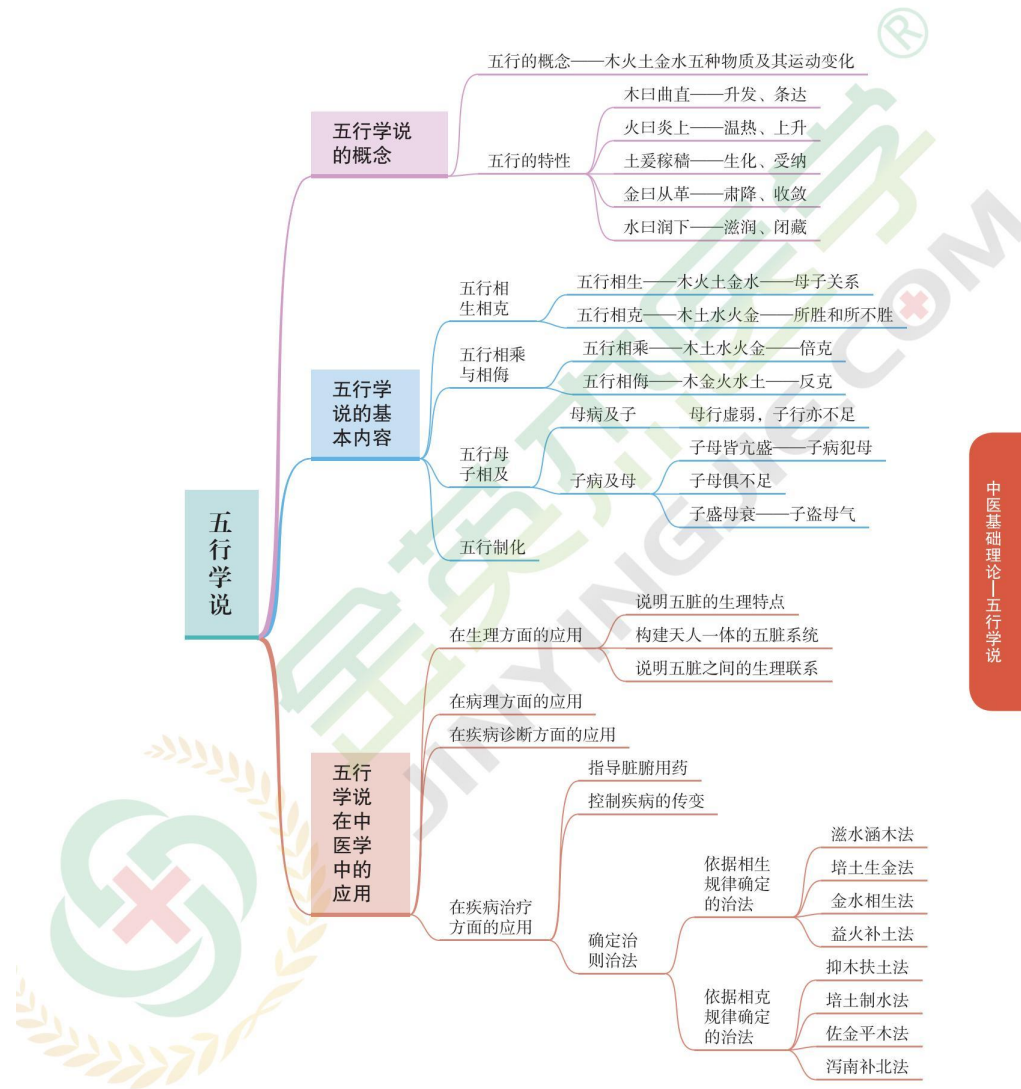 五行学说
五行学说
的概念
五行的概念——木火土金水五种物质及其运动变化
五行的特性
木曰曲直——升发、条达
火曰炎上——温热、上升
土爰稼穑——生化、受纳
金曰从革——肃降、收敛
水曰润下——滋润、闭藏
五行学
说的基
本内容
五行相
生相克
五行相生——木火土金水——母子关系
五行相克——木土水火金——所胜和所不胜
五行相乘
与相侮
五行相乘——木土水火金——倍克
五行相侮——木金火水土——反克
五行母
子相及
母病及子
母行虚弱，子行亦不足
子病及母
子母皆亢盛——子病犯母
子母俱不足
子盛母衰——子盗母气
五行制化
五行
学说
在中
医学
中的
应用
在生理方面的应用
说明五脏的生理特点
构建天人一体的五脏系统
说明五脏之间的生理联系
在病理方面的应用
在疾病诊断方面的应用
在疾病治疗
方面的应用
指导脏腑用药
控制疾病的传变
确定治
则治法
依据相生
规律确定
的治法
滋水涵木法
培土生金法
金水相生法
益火补土法
依据相克
规律确定
的治法
抑木扶土法
培土制水法
佐金平木法
泻南补北法
中医基础理论—五行学说
金英杰医学®
JINYINGJIE.COM